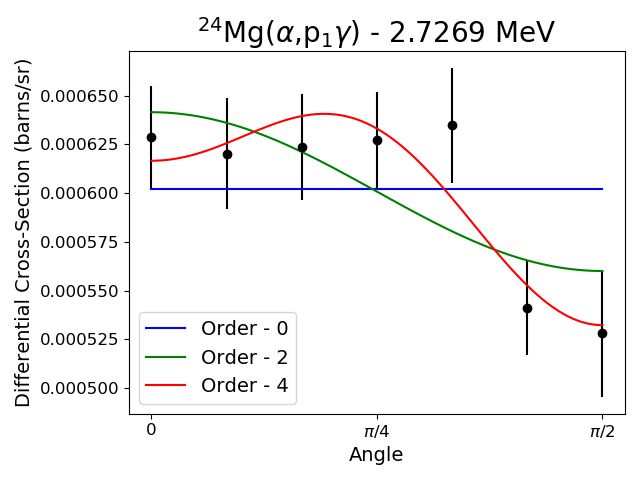 ²⁴Mg(α,p₁γ) - 2.7269 MeV
Differential Cross-Section (barns/sr)
0.000650
0.000625
0.000600
0.000575
0.000550
0.000525
0.000500
Order - 0
Order - 2
Order - 4
0 π/4 π/2
Angle